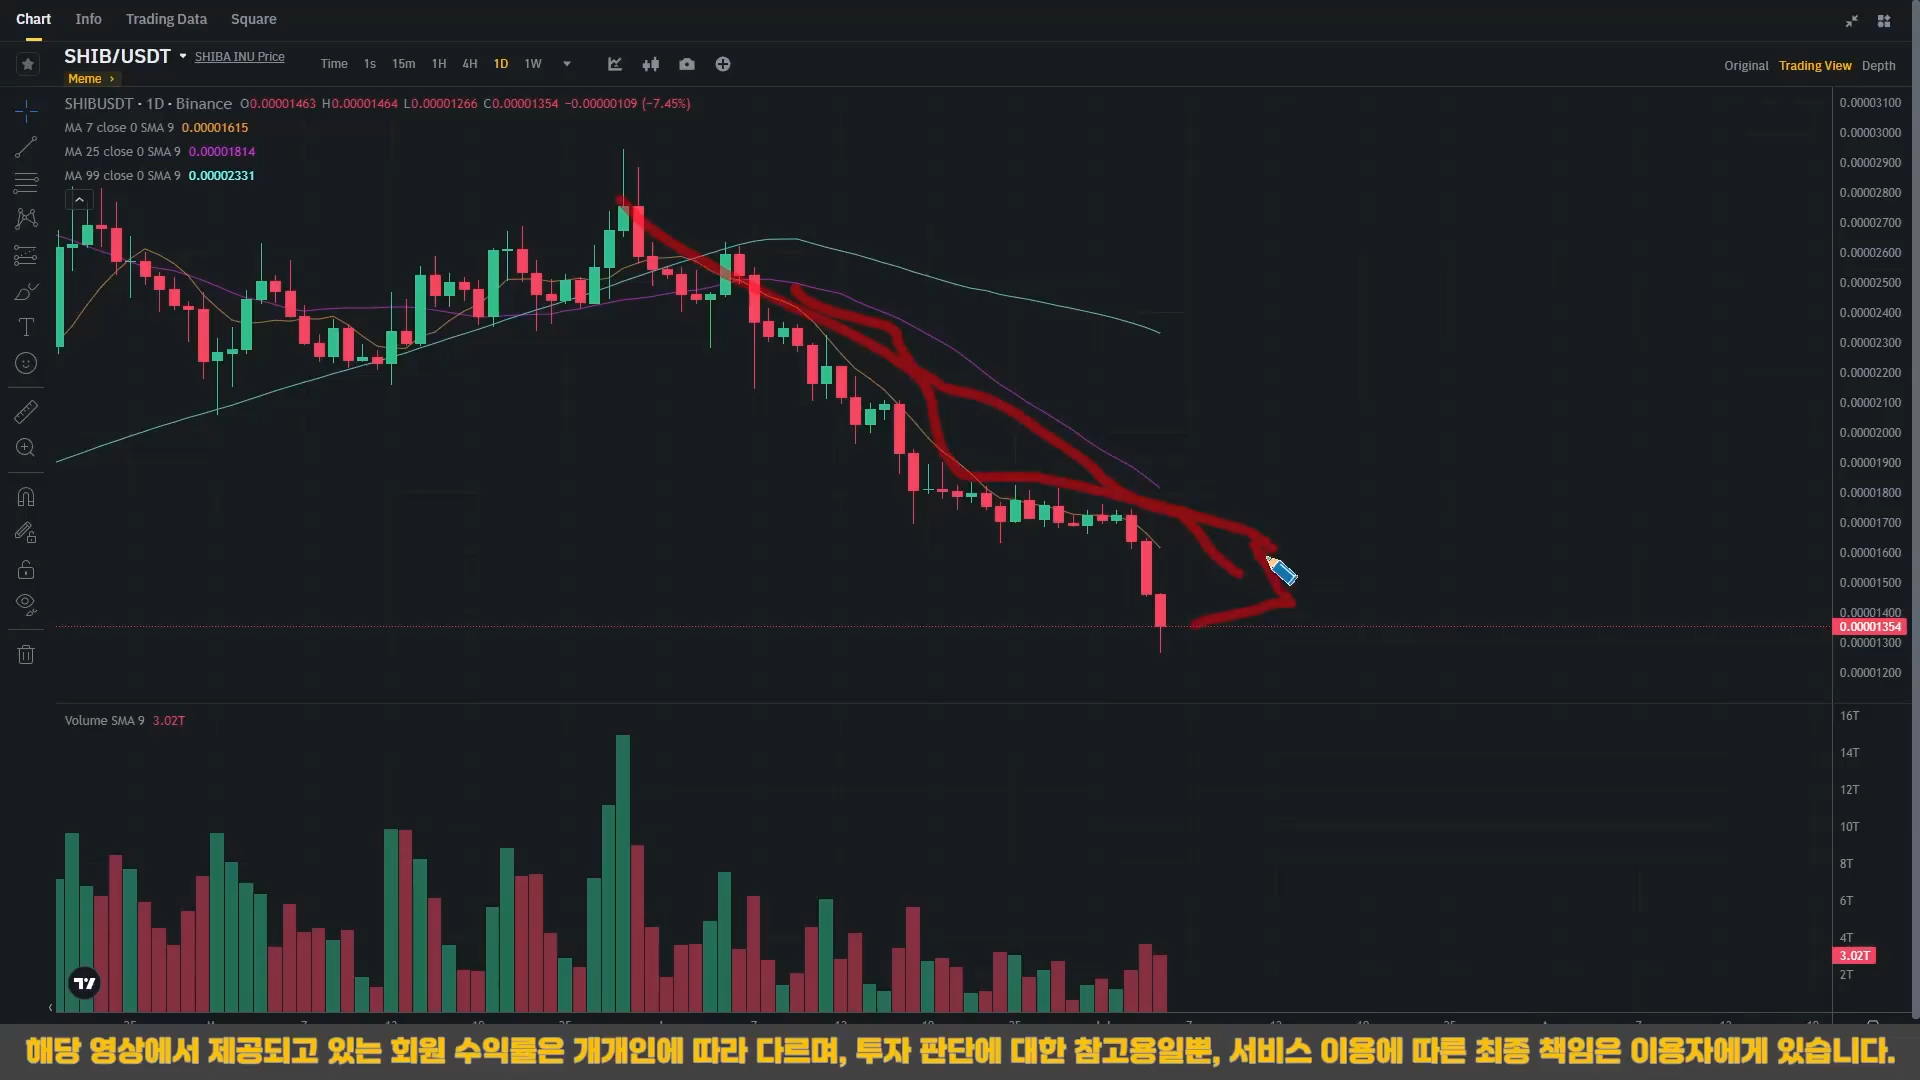 Chart Info Trading Data Square
SHIB/USDT SHIBA INU Price Time 1s 15m 1H 4H 1D 1W Original Trading View Depth
Meme
SHIBUSDT · 1D · Binance O0.00001463 H0.00001464 L0.00001266 C0.00001354 −0.00000109 (−7.45%)
MA 7 close 0 SMA 9 0.00001615
MA 25 close 0 SMA 9 0.00001814
MA 99 close 0 SMA 9 0.00002331
0.00003100
0.00003000
0.00002900
0.00002800
0.00002700
0.00002600
0.00002500
0.00002400
0.00002300
0.00002200
0.00002100
0.00002000
0.00001900
0.00001800
0.00001700
0.00001600
0.00001500
0.00001400
0.00001354
0.00001300
0.00001200
Volume SMA 9 3.02T
16T
14T
12T
10T
8T
6T
4T
3.02T
2T
해당 영상에서 제공되고 있는 회원 수익률은 개개인에 따라 다르며, 투자 판단에 대한 참고용일뿐, 서비스 이용에 따른 최종 책임은 이용자에게 있습니다.